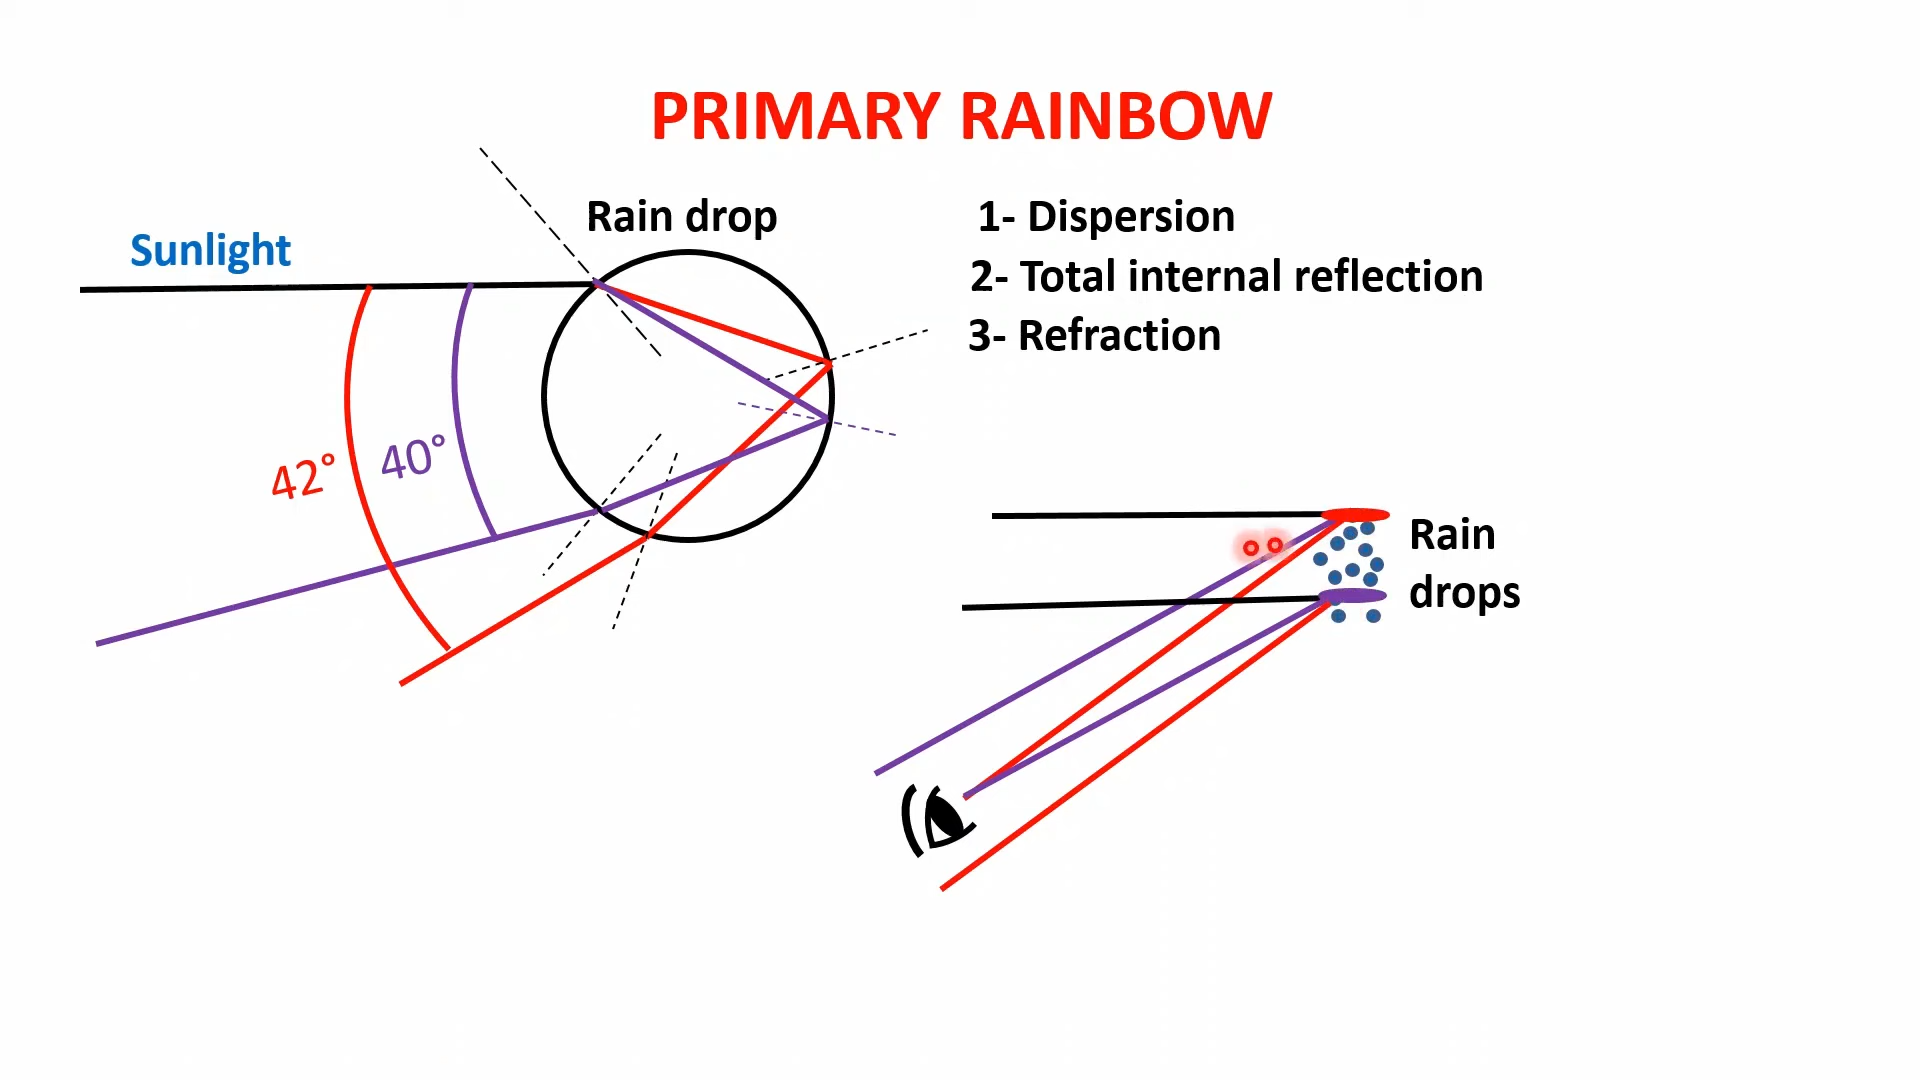 PRIMARY RAINBOW
Sunlight
Rain drop
1- Dispersion
2- Total internal reflection
3- Refraction
42°
40°
Rain
drops